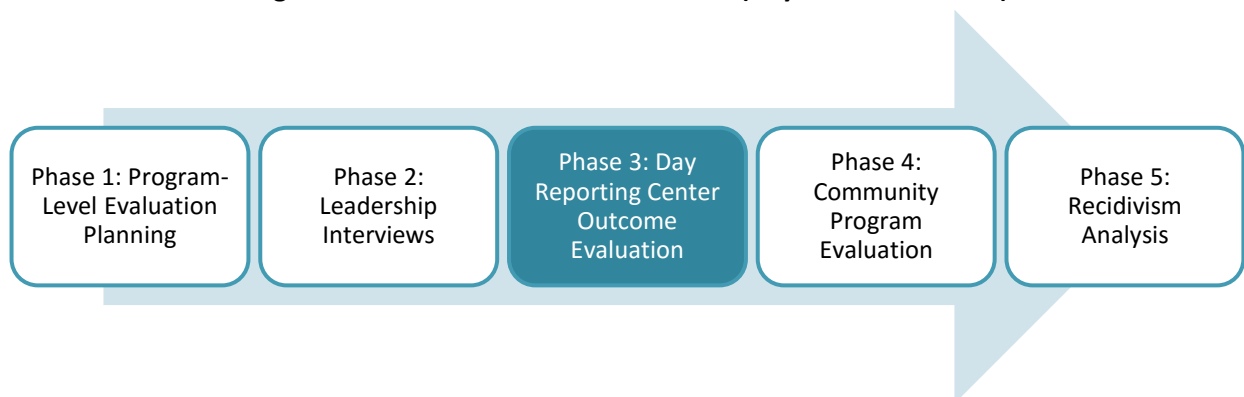 Phase 1: Program-
Level Evaluation
Planning
Phase 2:
Leadership
Interviews
Phase 3: Day
Reporting Center
Outcome
Evaluation
Phase 4:
Community
Program
Evaluation
Phase 5:
Recidivism
Analysis